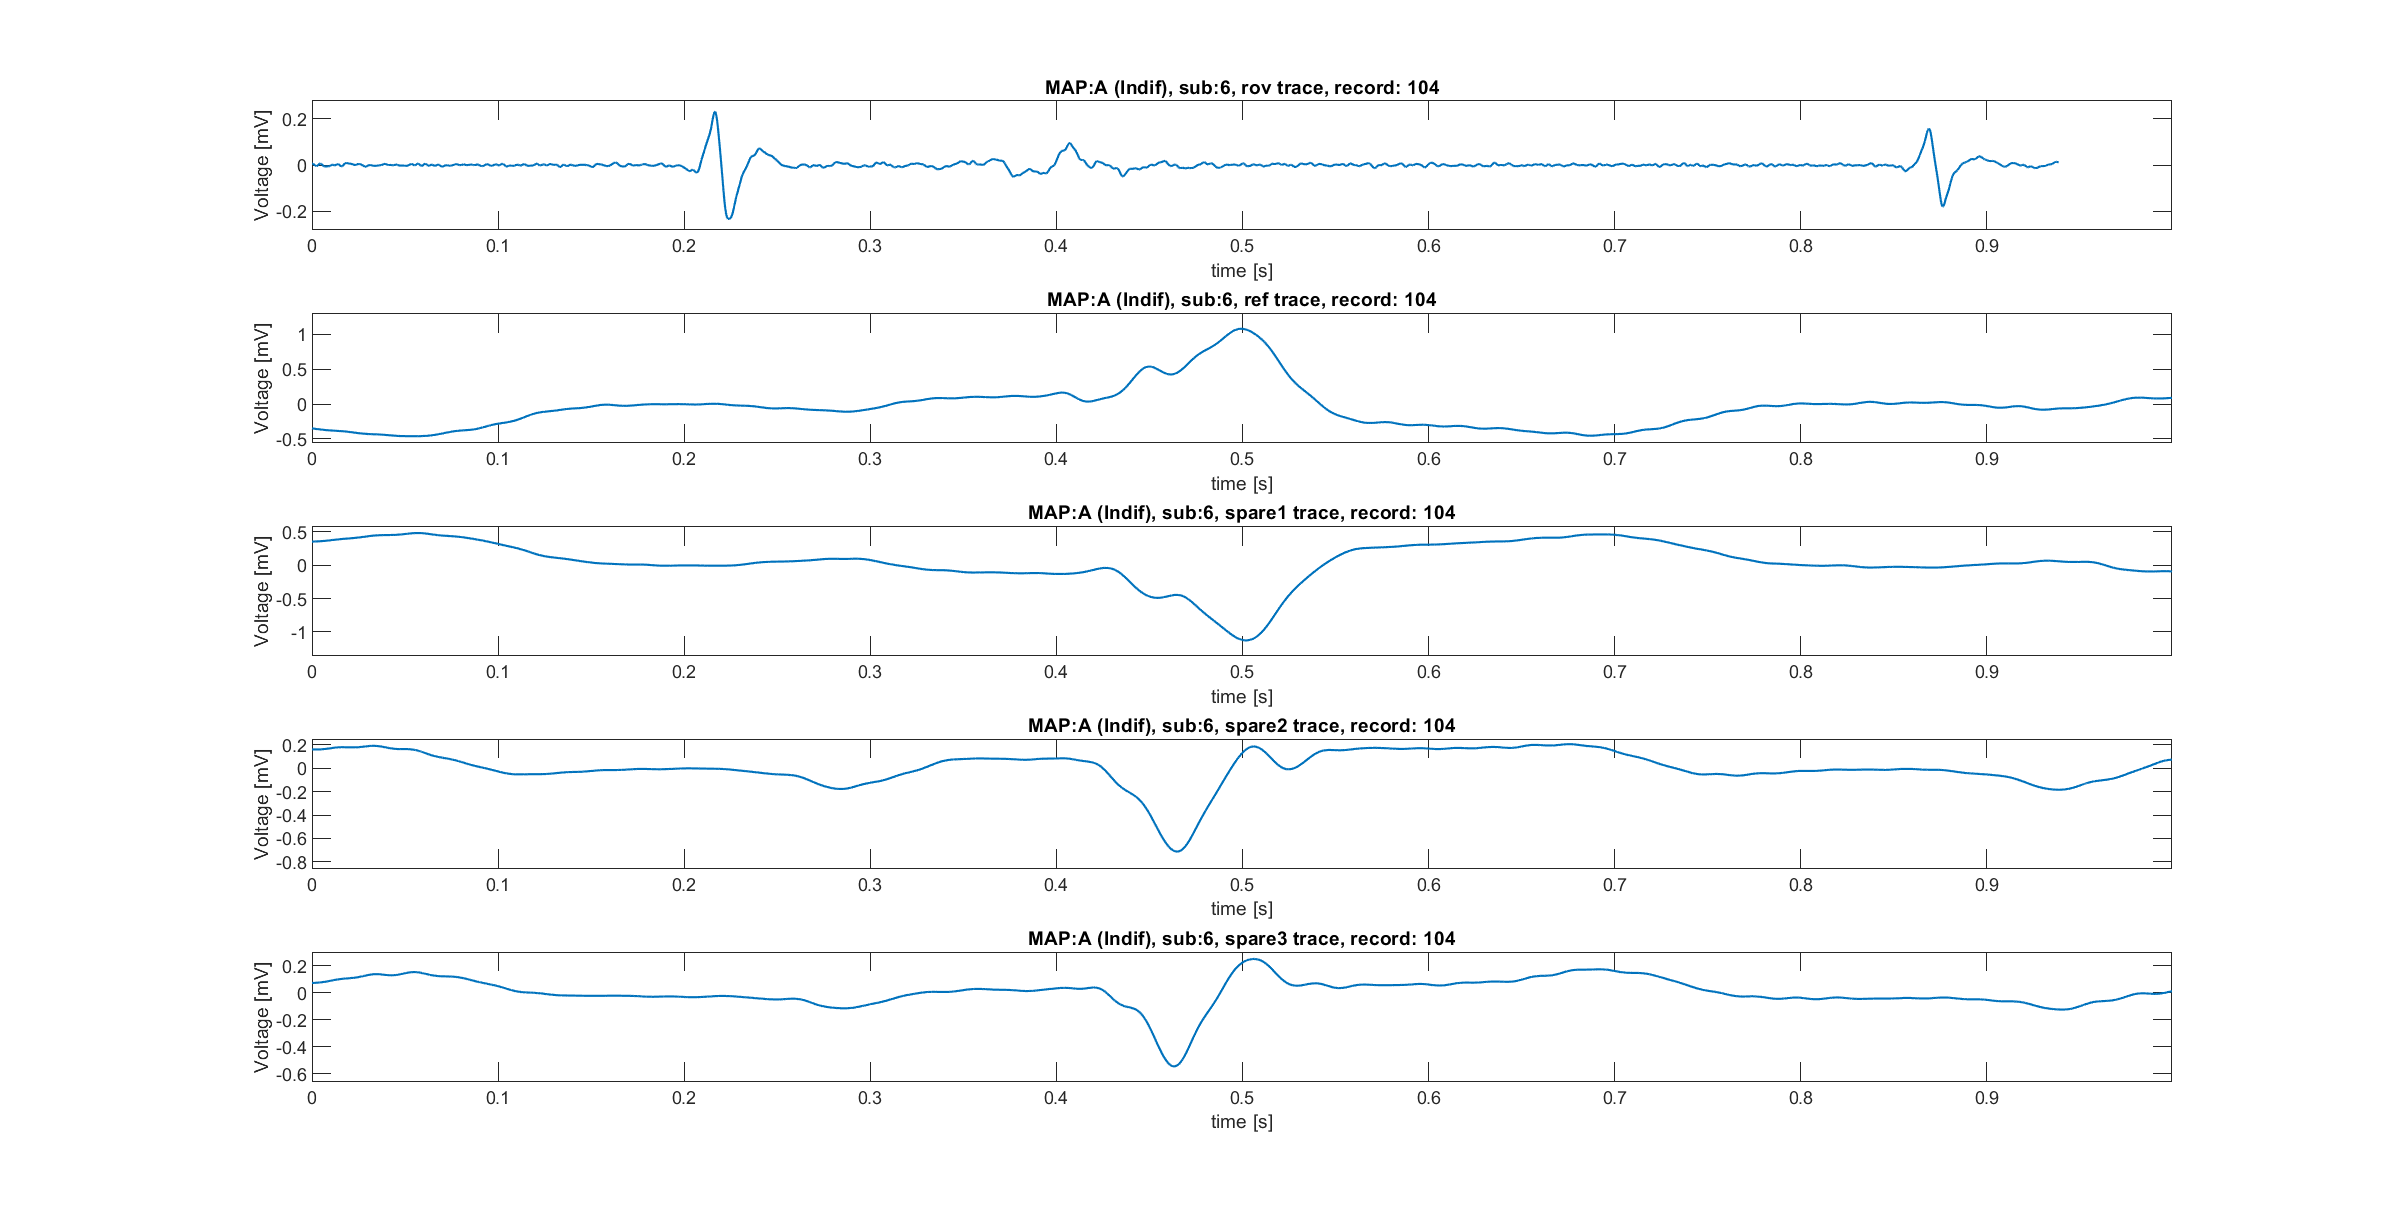 MAP:A (Indif), sub:6, rov trace, record: 104
Voltage [mV]
0.2
0
-0.2
0 0.1 0.2 0.3 0.4 0.5 0.6 0.7 0.8 0.9
time [s]
MAP:A (Indif), sub:6, ref trace, record: 104
Voltage [mV]
1
0.5
0
-0.5
0 0.1 0.2 0.3 0.4 0.5 0.6 0.7 0.8 0.9
time [s]
MAP:A (Indif), sub:6, spare1 trace, record: 104
Voltage [mV]
0.5
0
-0.5
-1
0 0.1 0.2 0.3 0.4 0.5 0.6 0.7 0.8 0.9
time [s]
MAP:A (Indif), sub:6, spare2 trace, record: 104
Voltage [mV]
0.2
0
-0.2
-0.4
-0.6
-0.8
0 0.1 0.2 0.3 0.4 0.5 0.6 0.7 0.8 0.9
time [s]
MAP:A (Indif), sub:6, spare3 trace, record: 104
Voltage [mV]
0.2
0
-0.2
-0.4
-0.6
0 0.1 0.2 0.3 0.4 0.5 0.6 0.7 0.8 0.9
time [s]